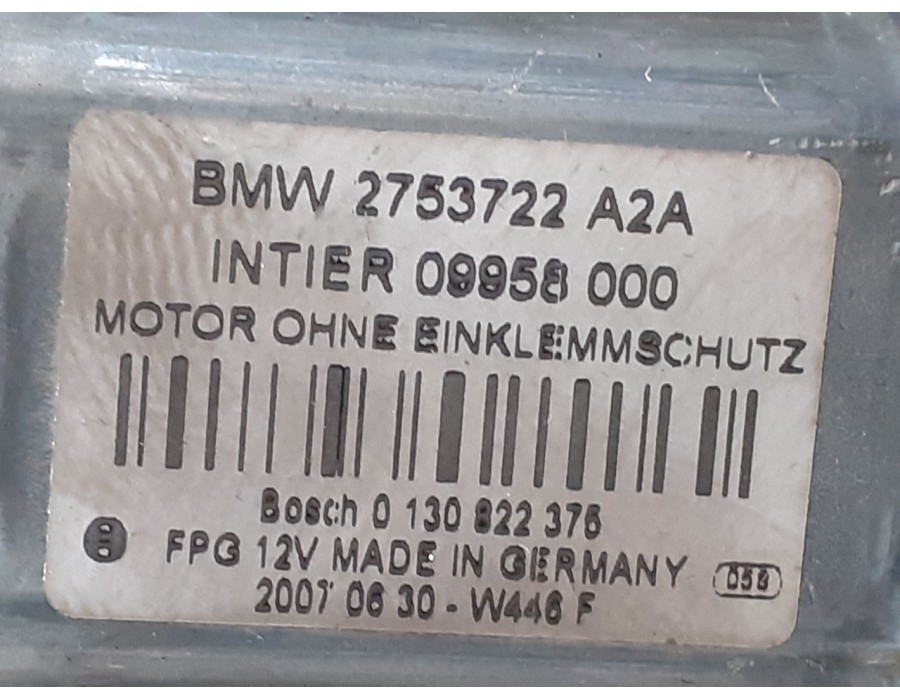 BMW 2753722 A2A
INTIER 09958 000
MOTOR OHNE EINKLEMMSCHUTZ
Bosch 0 130 822 376
FPG 12V MADE IN GERMANY
2007 06 30 - W446 F